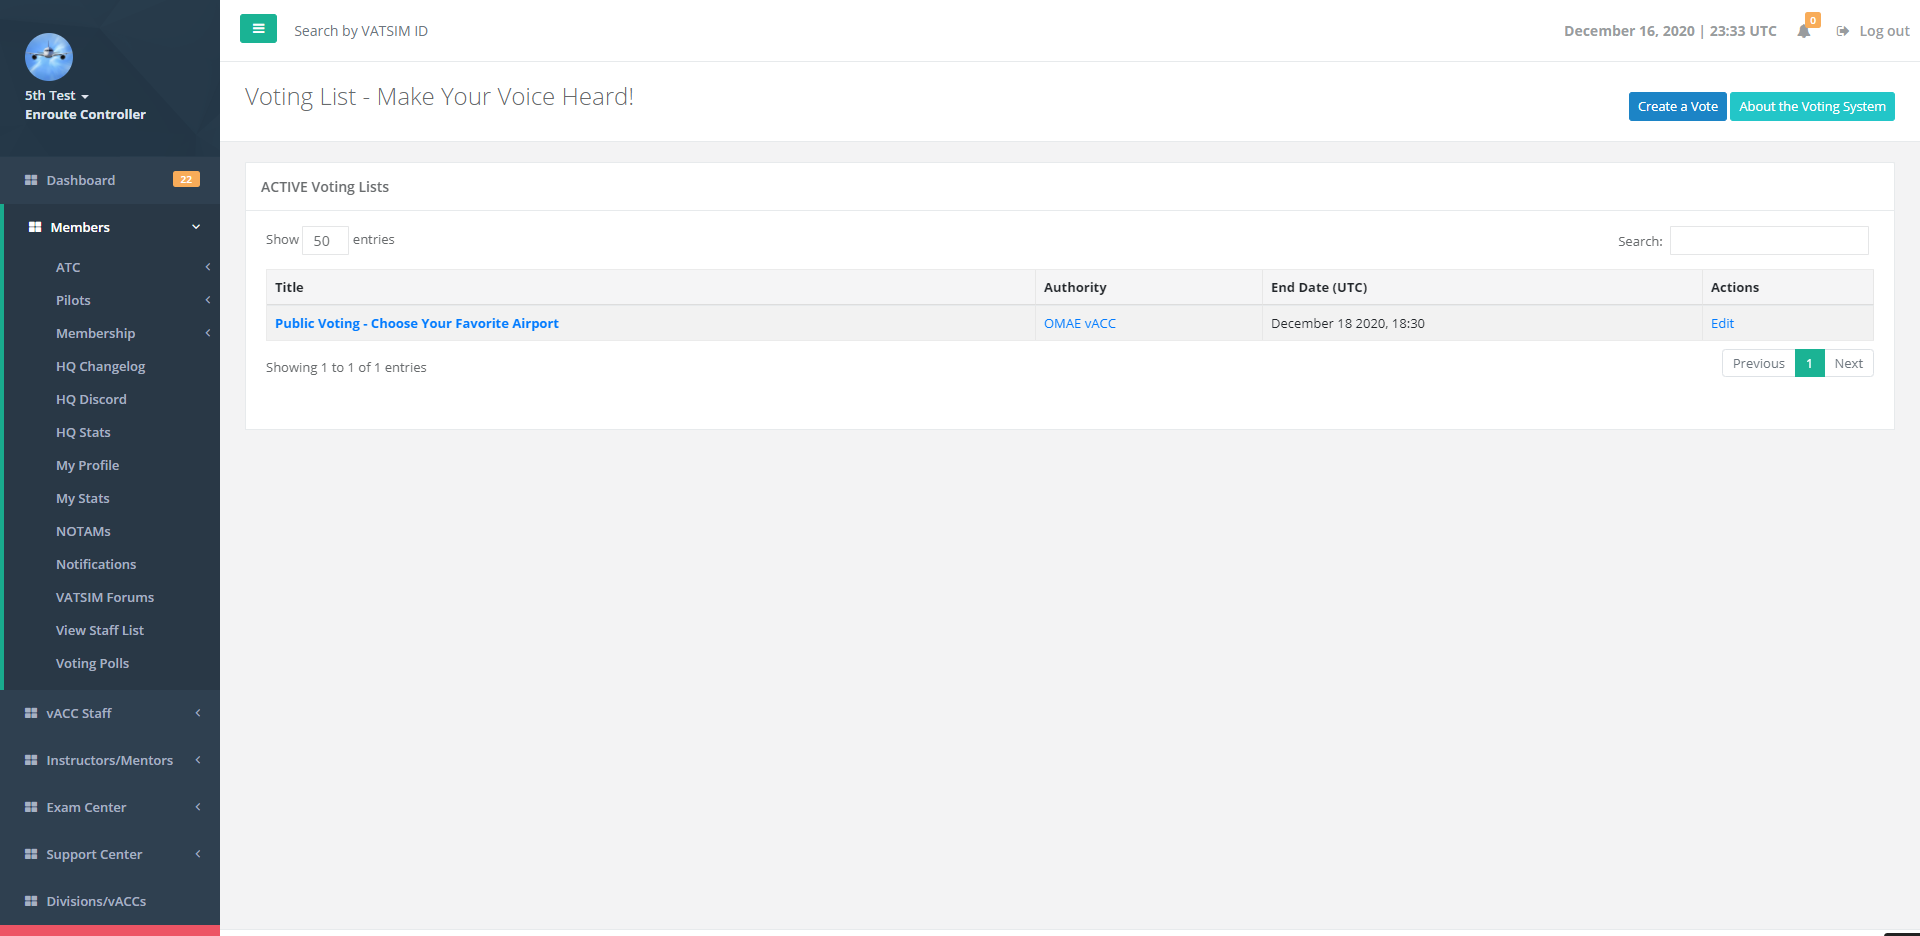 5th Test
Enroute Controller
Dashboard 22
Members
ATC
Pilots
Membership
HQ Changelog
HQ Discord
HQ Stats
My Profile
My Stats
NOTAMs
Notifications
VATSIM Forums
View Staff List
Voting Polls
vACC Staff
Instructors/Mentors
Exam Center
Support Center
Divisions/vACCs
Search by VATSIM ID
December 16, 2020 | 23:33 UTC 0 Log out
Voting List - Make Your Voice Heard!
Create a Vote About the Voting System
ACTIVE Voting Lists
Show 50 entries Search:
Title Authority End Date (UTC) Actions
Public Voting - Choose Your Favorite Airport OMAE vACC December 18 2020, 18:30 Edit
Showing 1 to 1 of 1 entries Previous 1 Next